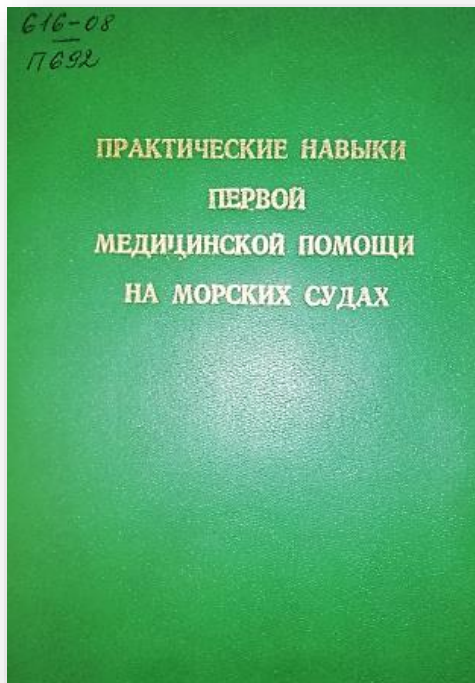 616-08
П692
ПРАКТИЧЕСКИЕ НАВЫКИ
ПЕРВОЙ
МЕДИЦИНСКОЙ ПОМОЩИ
НА МОРСКИХ СУДАХ